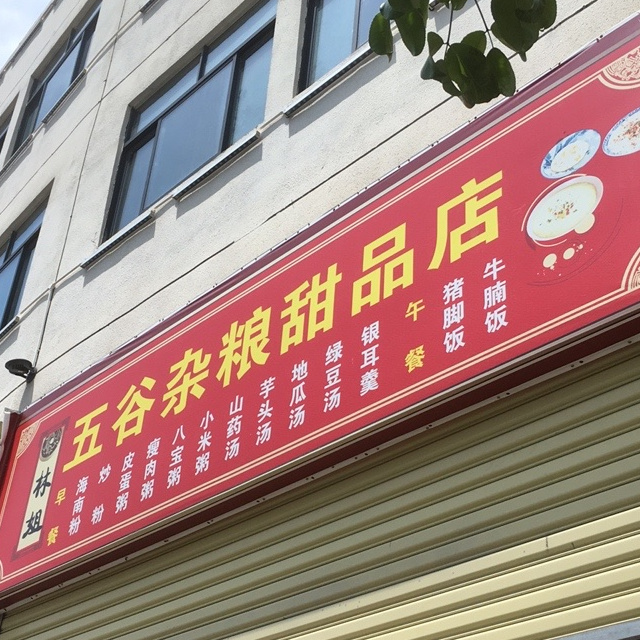 林姐
五谷杂粮甜品店
早餐
海南粉
炒粉
皮蛋粥
瘦肉粥
八宝粥
小米粥
山药汤
芋头汤
地瓜汤
绿豆汤
银耳羹
午餐
猪脚饭
牛腩饭